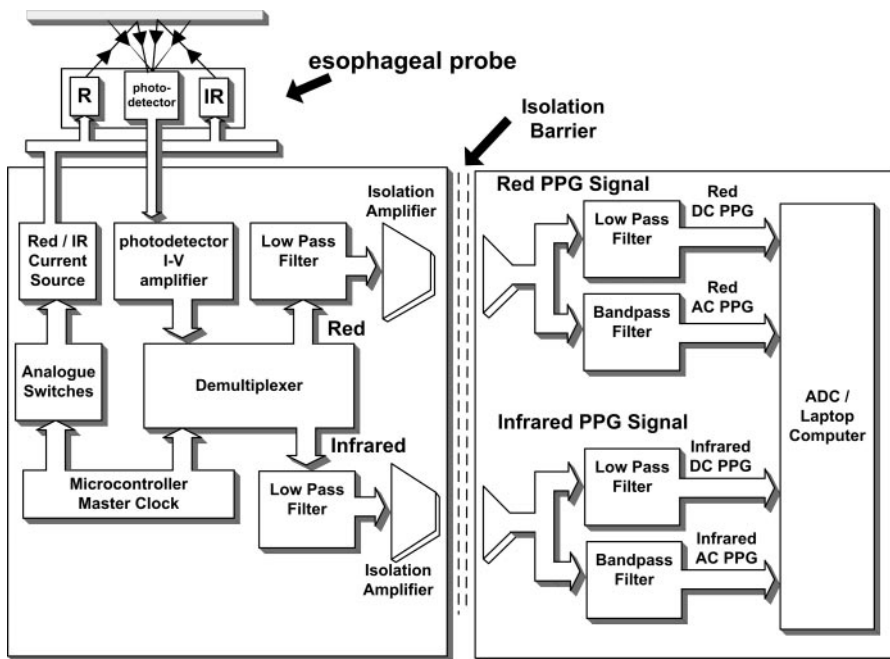 R
photo-
detector
IR
esophageal probe
Isolation
Barrier
Red / IR
Current
Source
photodetector
I-V
amplifier
Low Pass
Filter
Isolation
Amplifier
Red
Analogue
Switches
Demultiplexer
Infrared
Microcontroller
Master Clock
Low Pass
Filter
Isolation
Amplifier
Red PPG Signal
Low Pass
Filter
Red
DC PPG
Bandpass
Filter
Red
AC PPG
Infrared PPG Signal
Low Pass
Filter
Infrared
DC PPG
Bandpass
Filter
Infrared
AC PPG
ADC /
Laptop
Computer